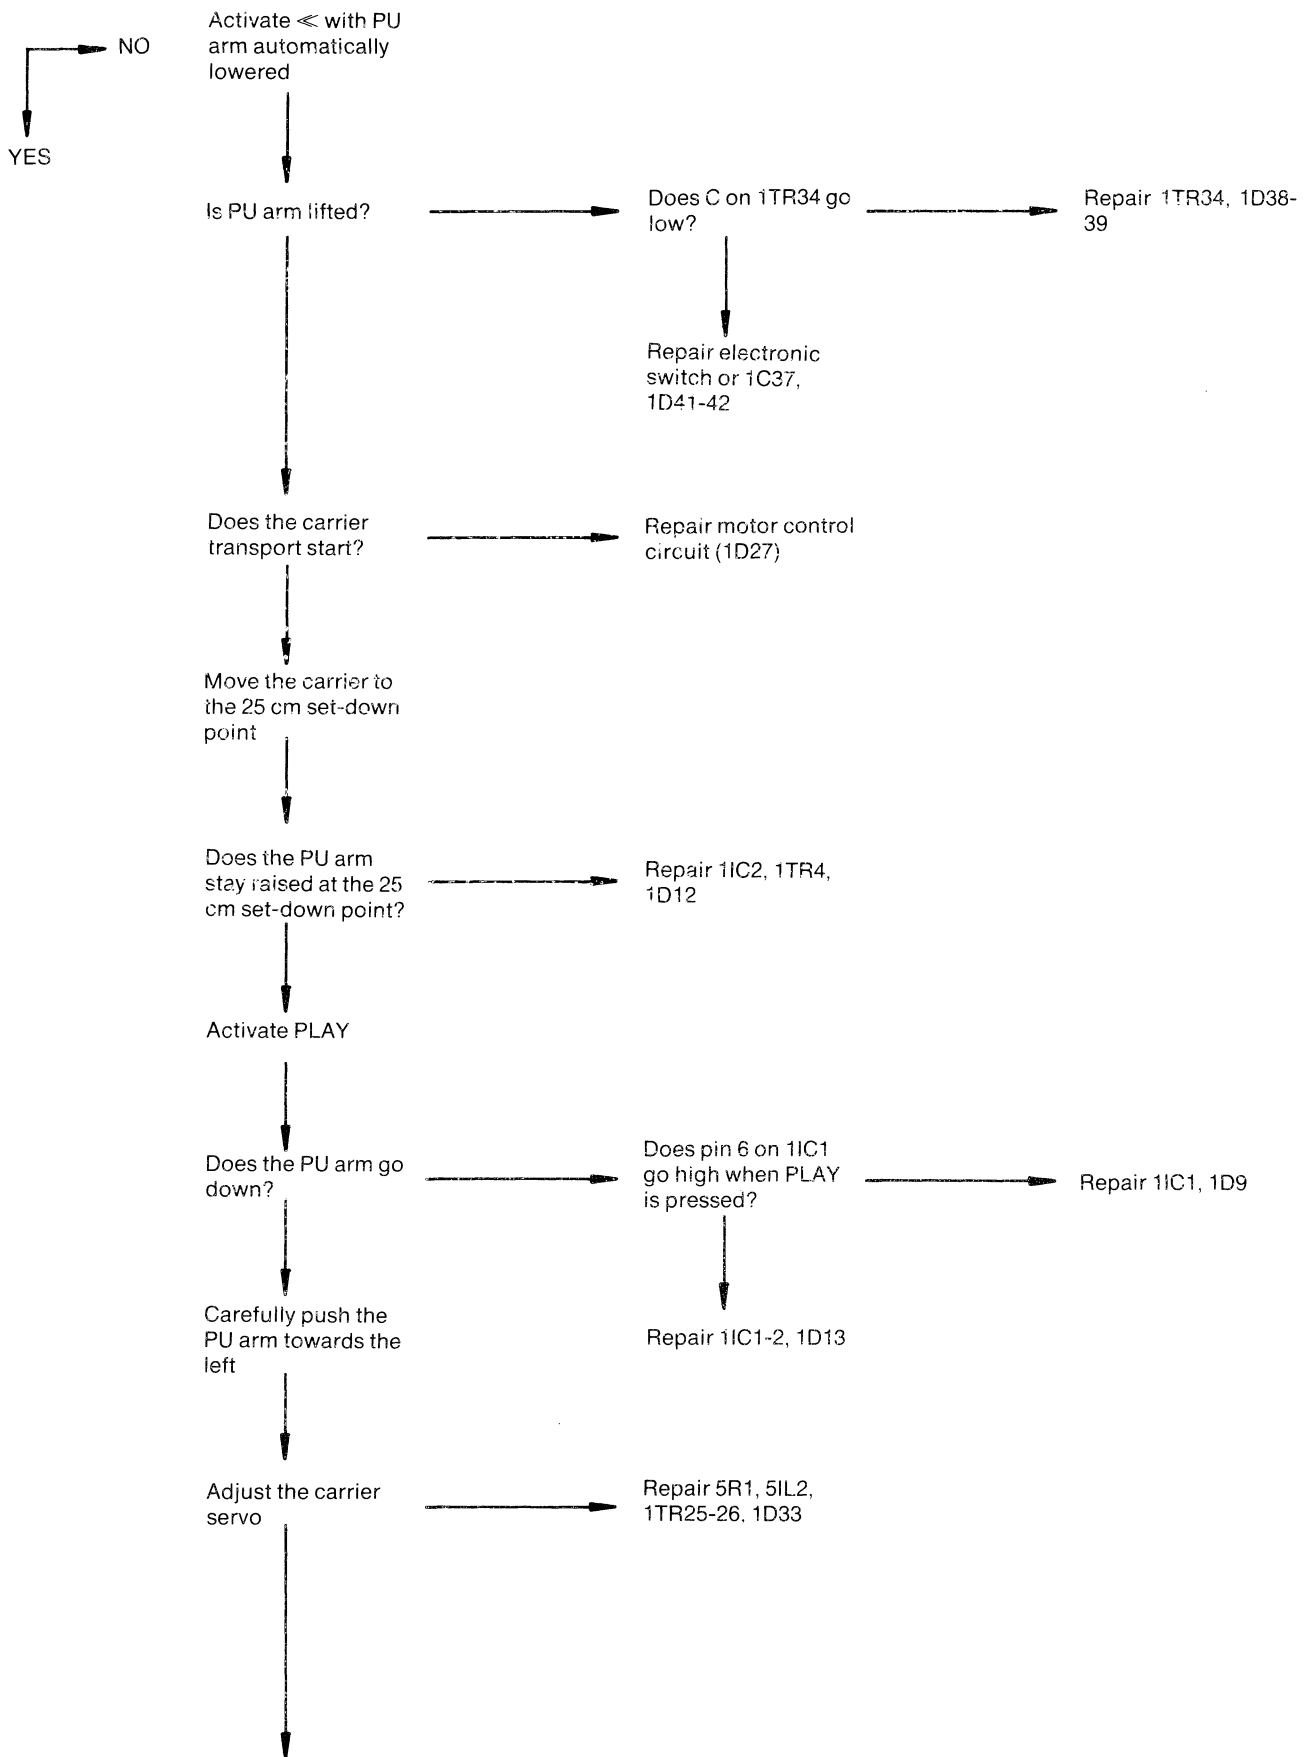 Activate ≪ with PU
arm automatically
lowered
NO
YES
Is PU arm lifted?
Does C on 1TR34 go
low?
Repair 1TR34, 1D38-
39
Repair electronic
switch or 1C37,
1D41-42
Does the carrier
transport start?
Repair motor control
circuit (1D27)
Move the carrier to
the 25 cm set-down
point
Does the PU arm
stay raised at the 25
cm set-down point?
Repair 1IC2, 1TR4,
1D12
Activate PLAY
Does the PU arm go
down?
Does pin 6 on 1IC1
go high when PLAY
is pressed?
Repair 1IC1, 1D9
Repair 1IC1-2, 1D13
Carefully push the
PU arm towards the
left
Adjust the carrier
servo
Repair 5R1, 5IL2,
1TR25-26, 1D33